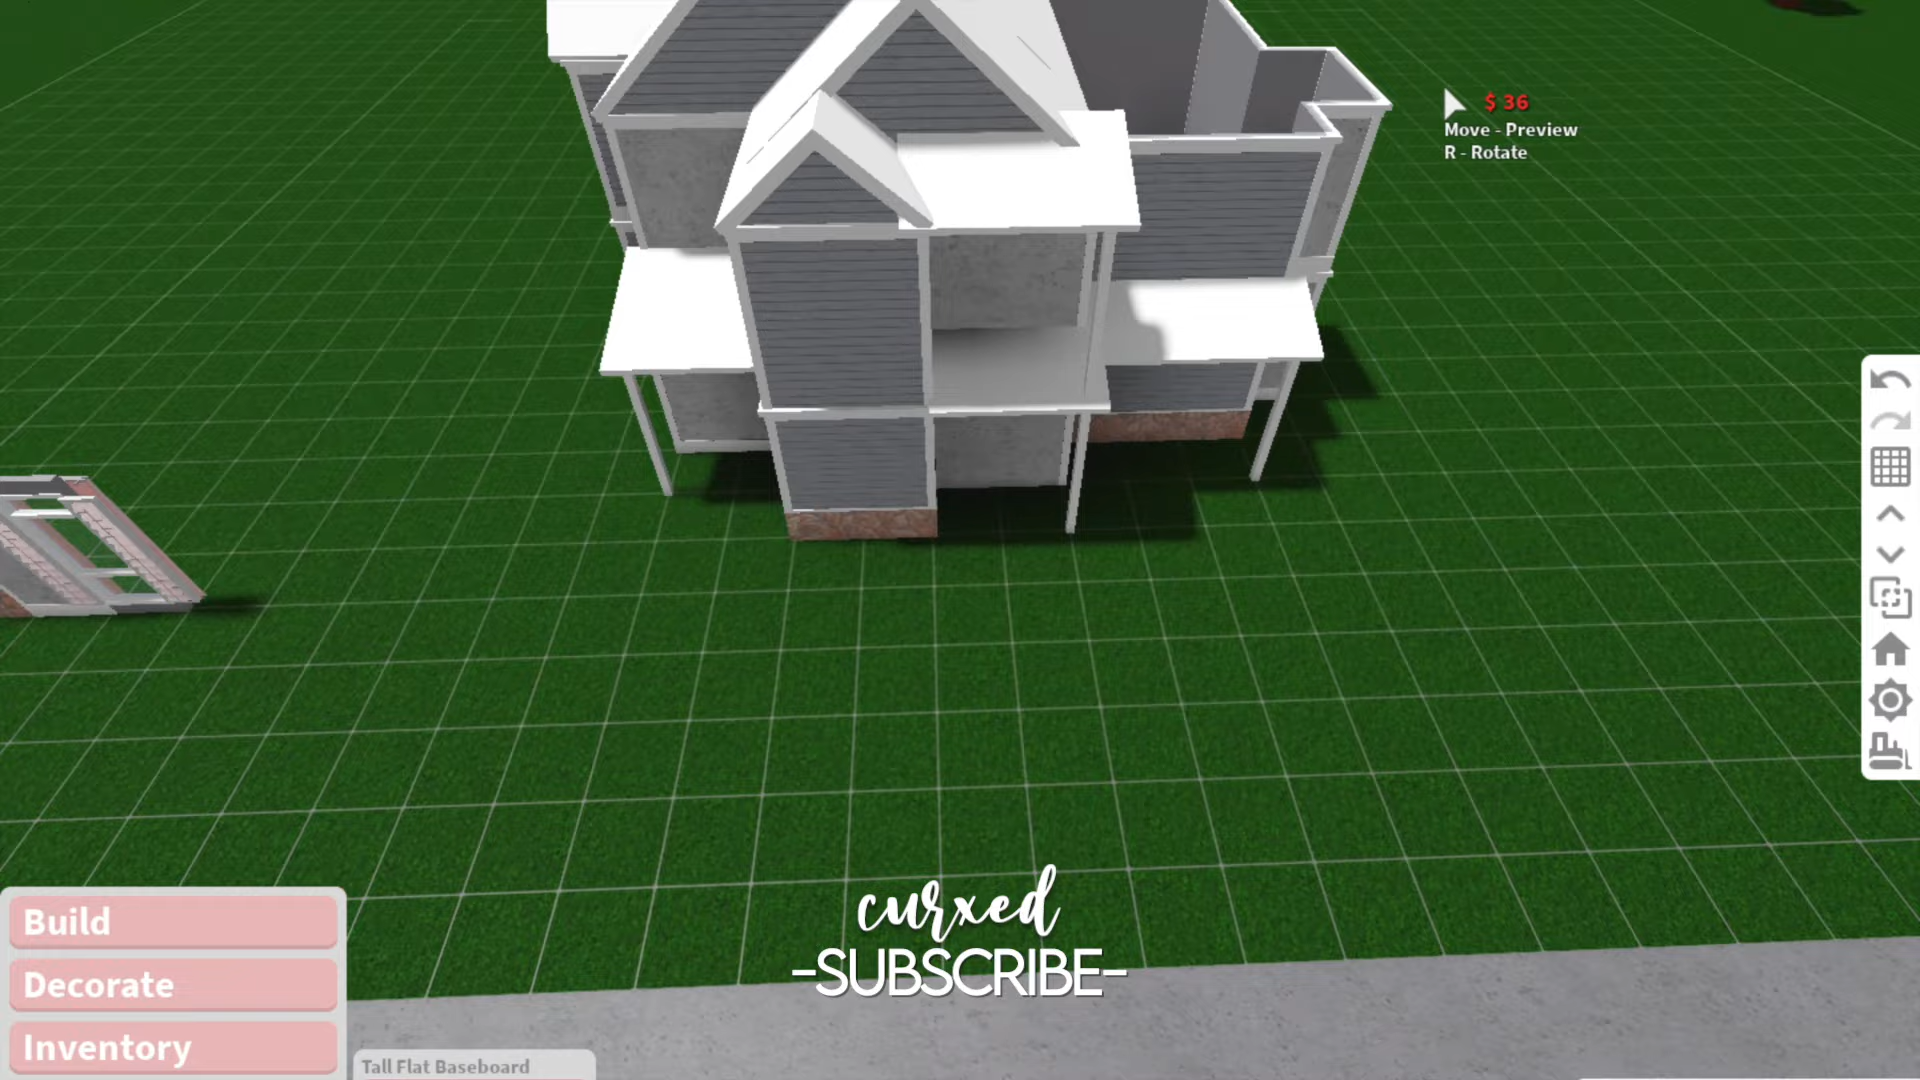 $ 36
Move - Preview
R - Rotate
Build
Decorate
Inventory
Tall Flat Baseboard
curxed
-SUBSCRIBE-